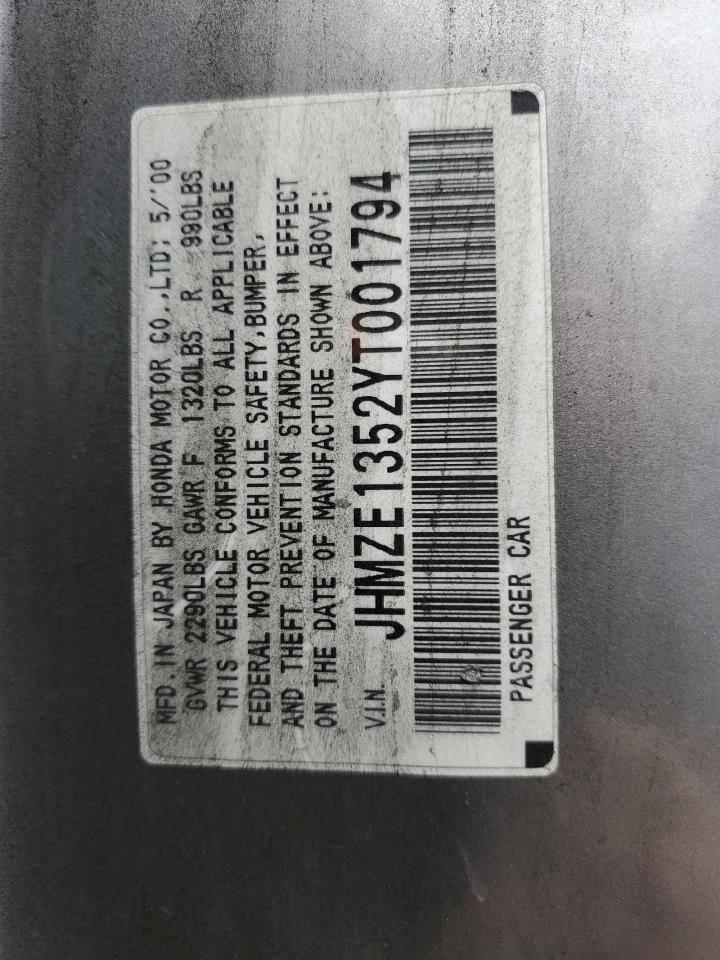 MFD.IN JAPAN BY HONDA MOTOR CO.,LTD; 5/'00
GVWR 2290LBS GAWR F 1320LBS R 990LBS
THIS VEHICLE CONFORMS TO ALL APPLICABLE
FEDERAL MOTOR VEHICLE SAFETY,BUMPER,
AND THEFT PREVENTION STANDARDS IN EFFECT
ON THE DATE OF MANUFACTURE SHOWN ABOVE;
V.I.N. JHMZE1352YT001794
PASSENGER CAR